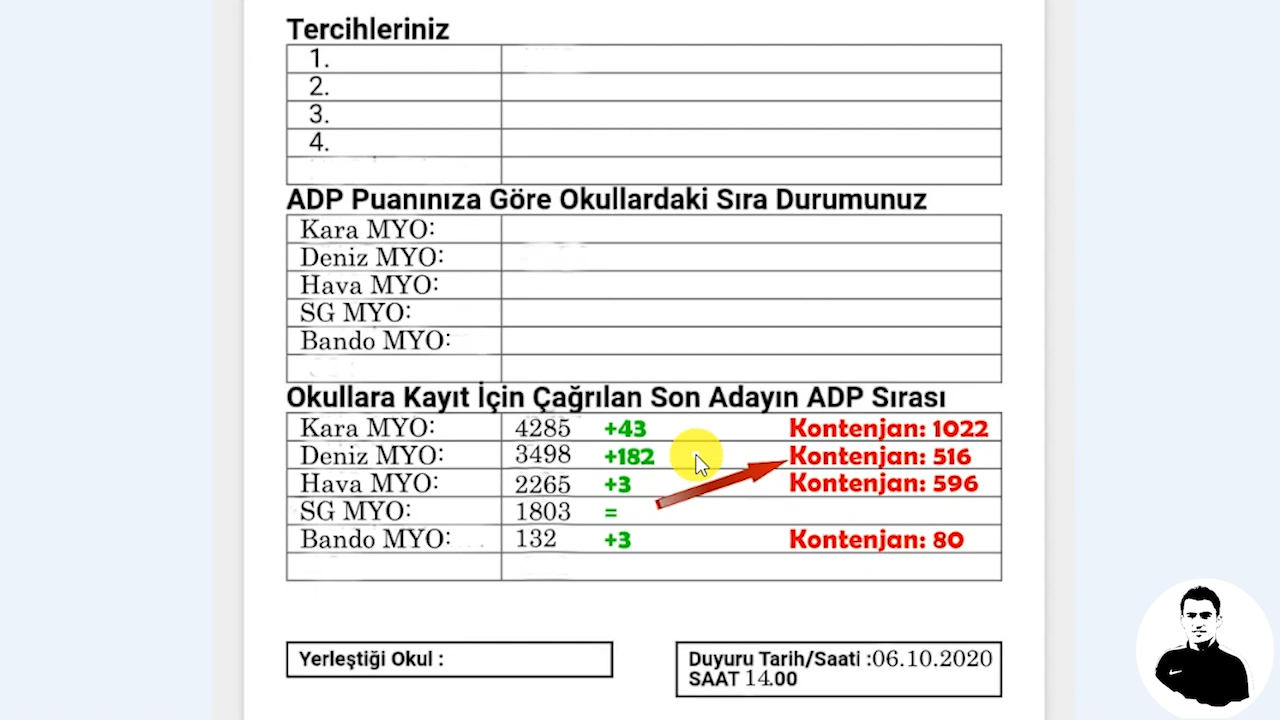 Tercihleriniz
1.
2.
3.
4.
ADP Puanınıza Göre Okullardaki Sıra Durumunuz
Kara MYO:
Deniz MYO:
Hava MYO:
SG MYO:
Bando MYO:
Okullara Kayıt İçin Çağrılan Son Adayın ADP Sırası
Kara MYO: 4285 +43 Kontenjan: 1022
Deniz MYO: 3498 +182 Kontenjan: 516
Hava MYO: 2265 +3 Kontenjan: 596
SG MYO: 1803 =
Bando MYO: 132 +3 Kontenjan: 80
Yerleştiği Okul :
Duyuru Tarih/Saati :06.10.2020
SAAT 14.00